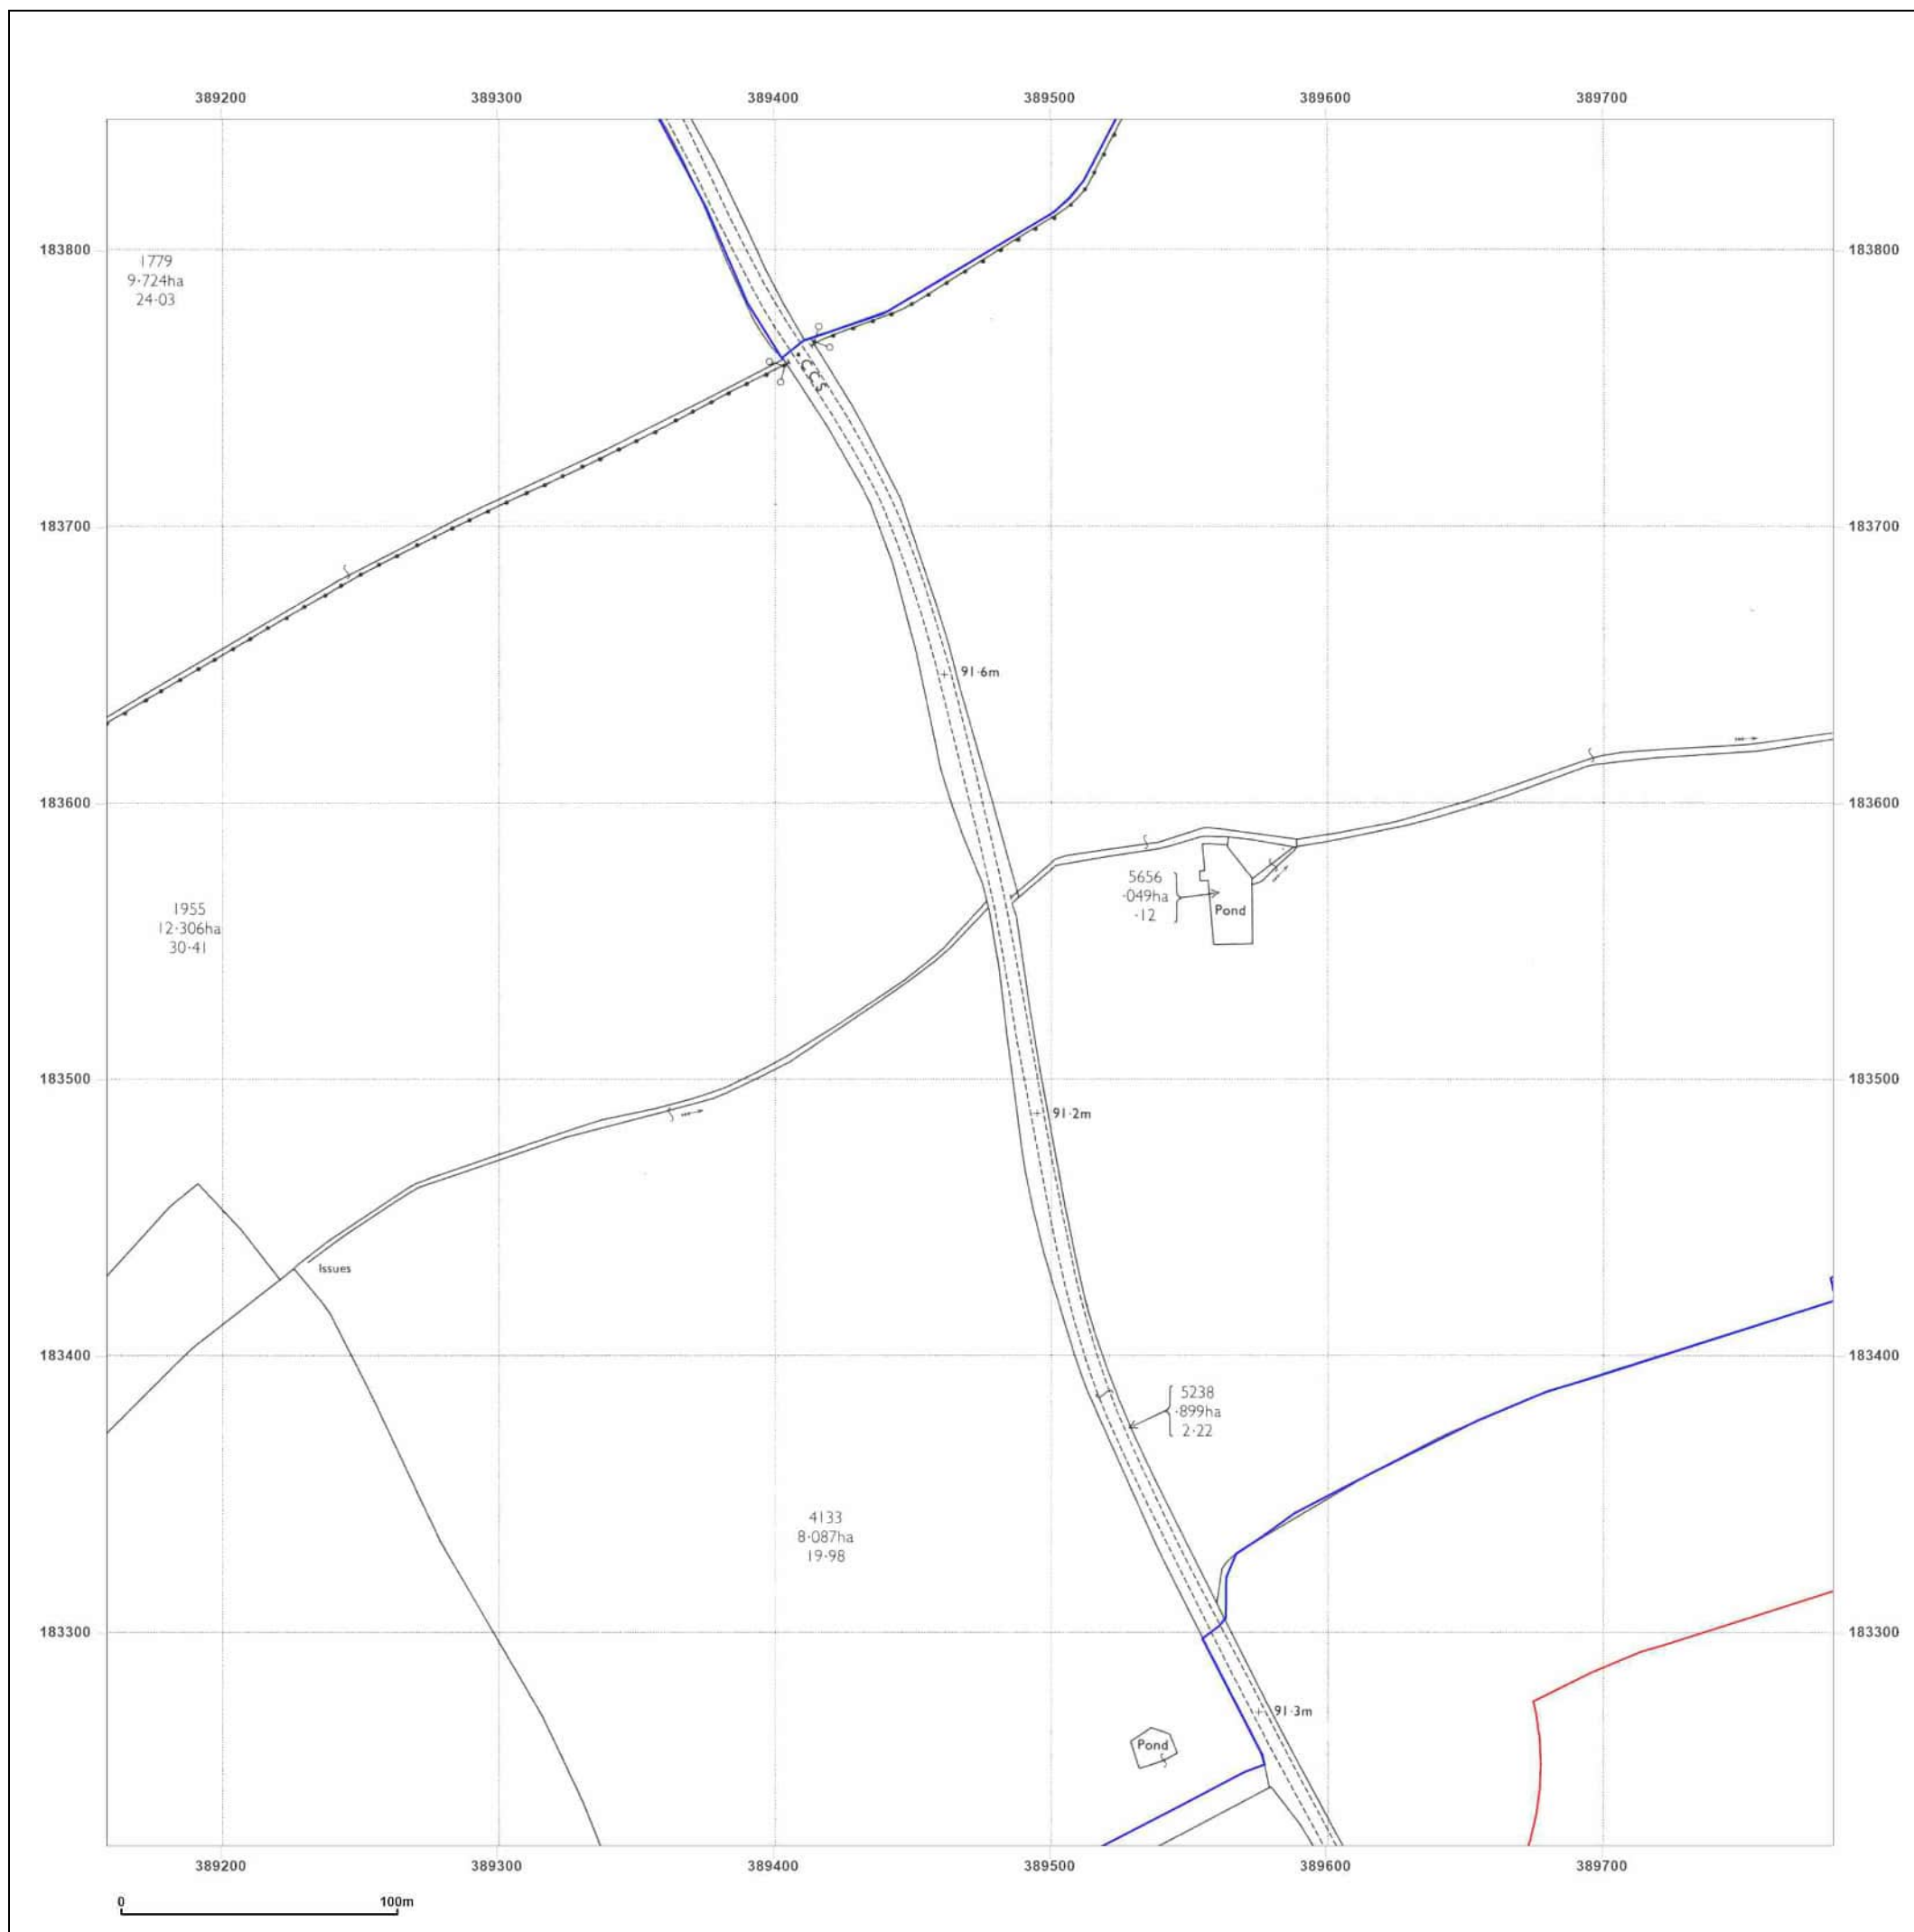 389200 389300 389400 389500 389600 389700
183800 183800
1779
9·724ha
24·03
CCS
183700 183700
91·6m
183600 183600
5656
·049ha
·12
Pond
1955
12·306ha
30·41
183500 183500
91·2m
Issues
183400 183400
5238
·899ha
2·22
4133
8·087ha
19·98
183300 183300
91·3m
Pond
389200 389300 389400 389500 389600 389700
0 100m